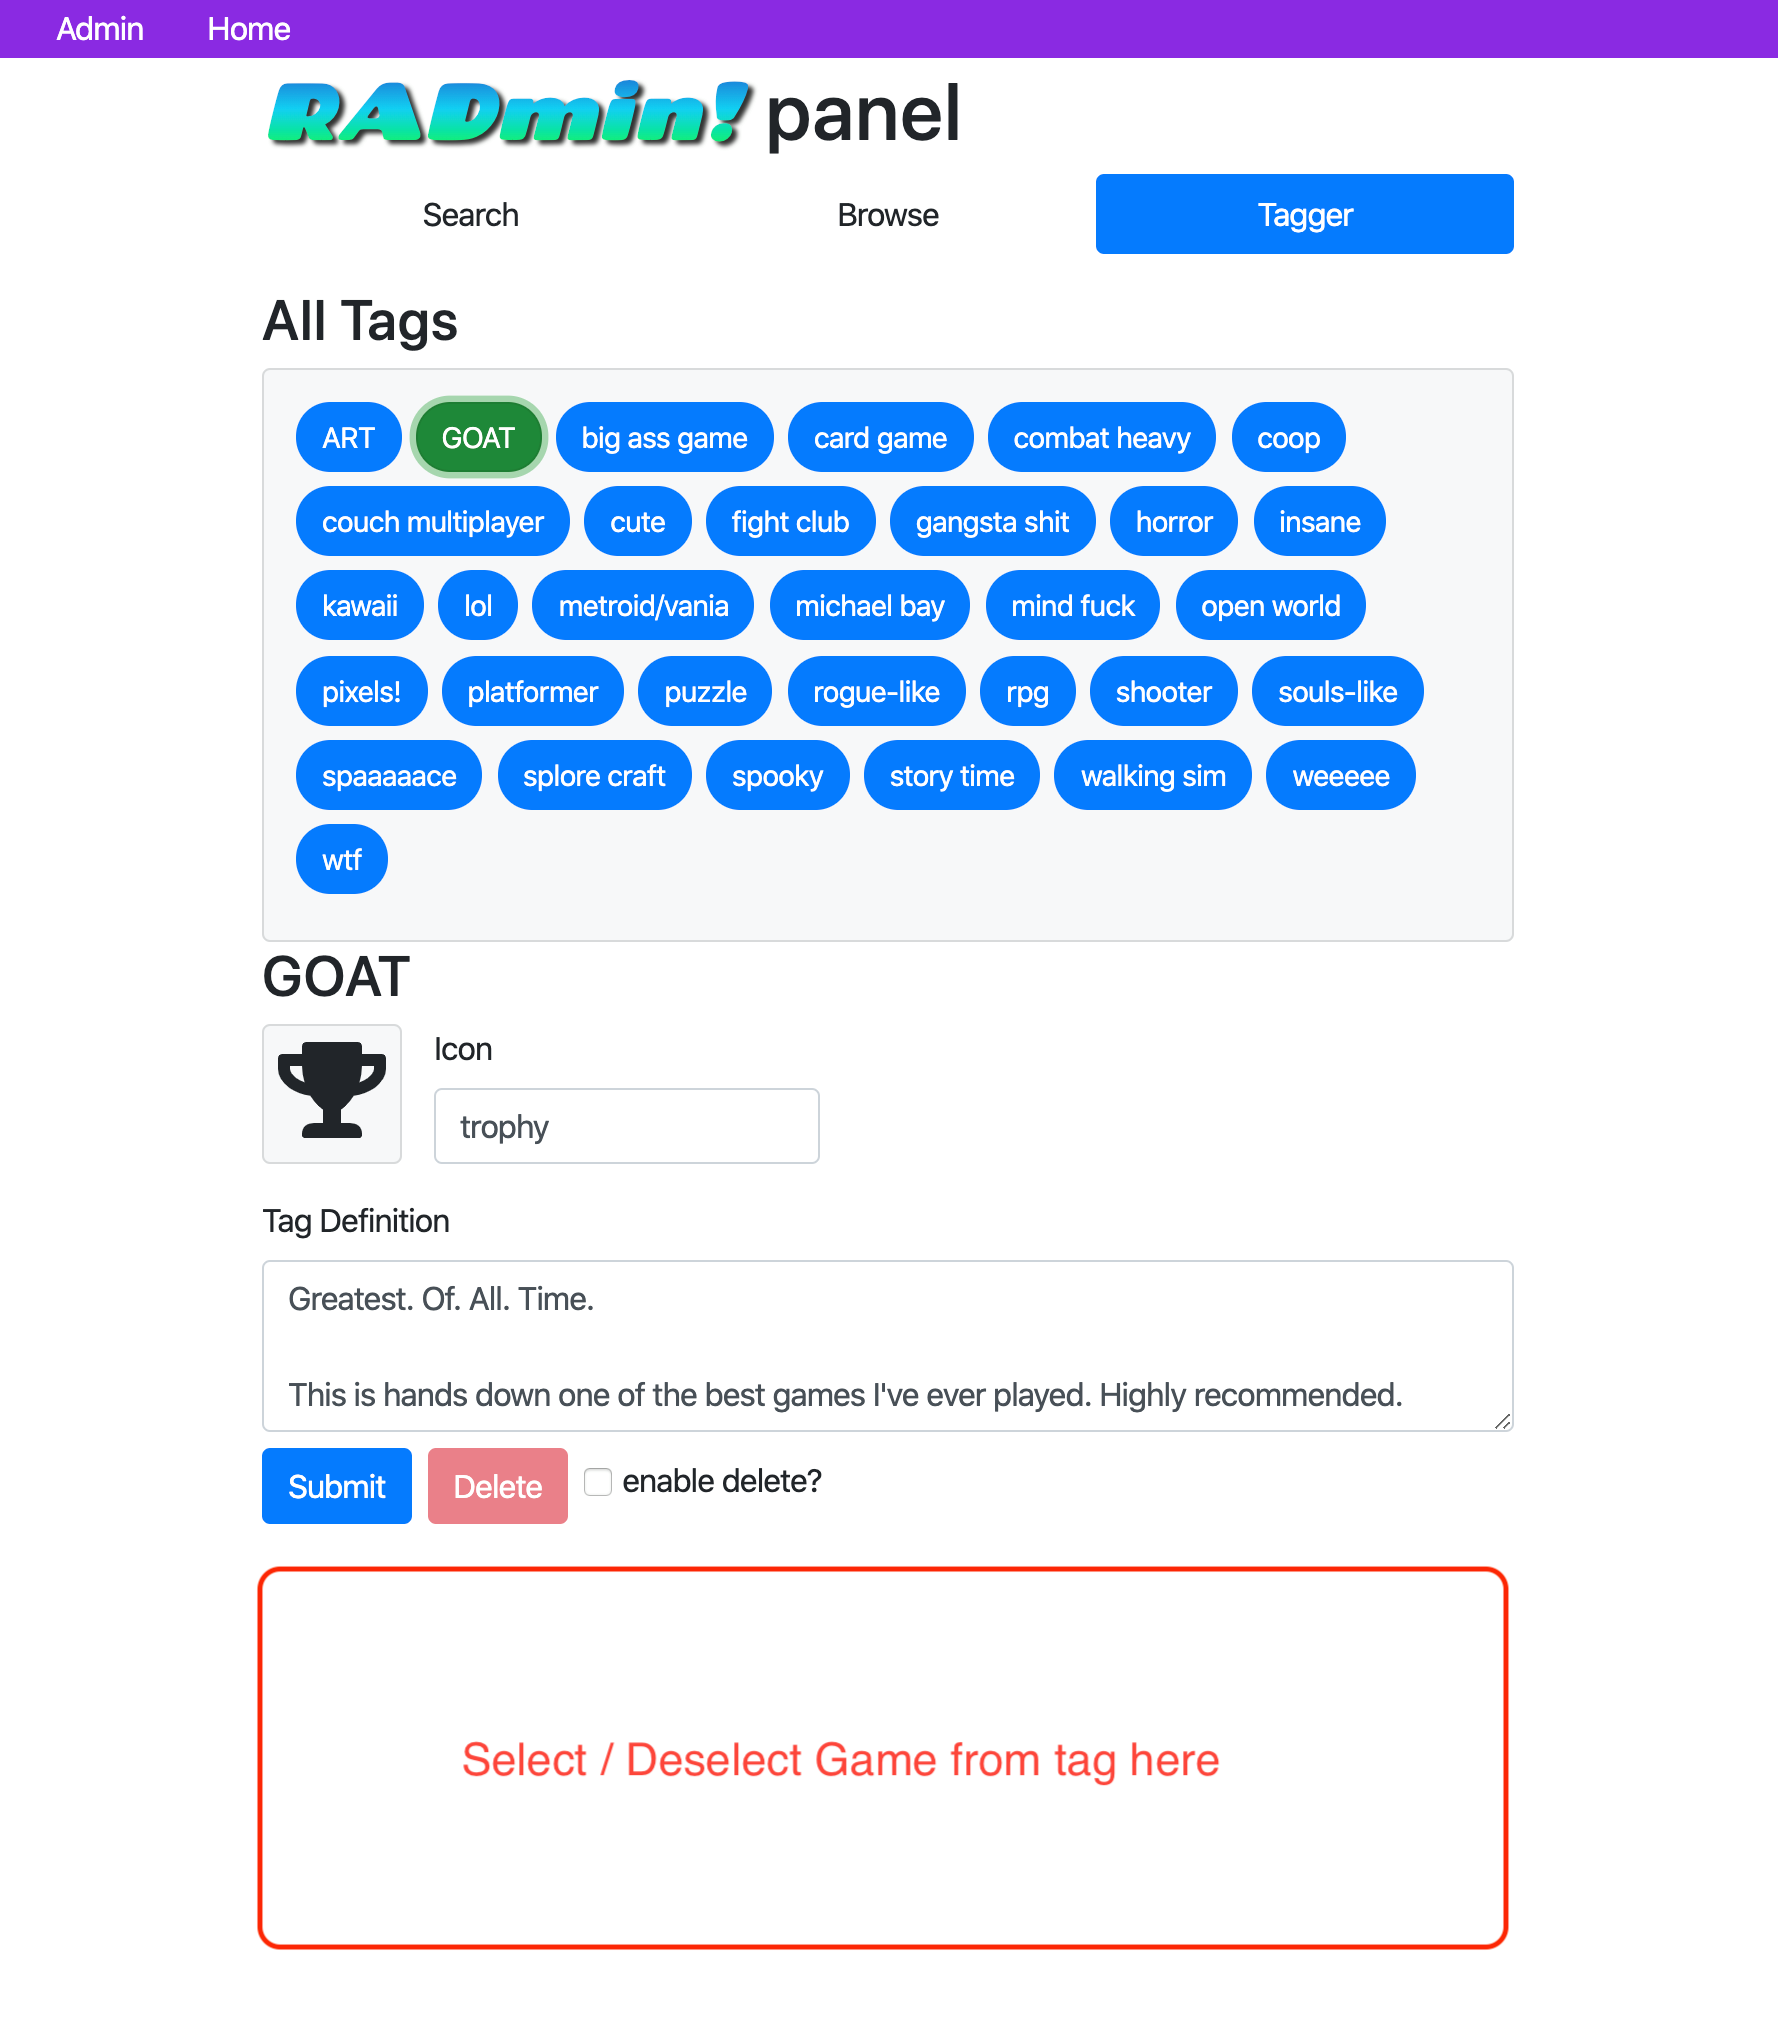 Admin Home
RADmin! panel
Search Browse Tagger
All Tags
ART GOAT big ass game card game combat heavy coop
couch multiplayer cute fight club gangsta shit horror insane
kawaii lol metroid/vania michael bay mind fuck open world
pixels! platformer puzzle rogue-like rpg shooter souls-like
spaaaaace splore craft spooky story time walking sim weeeee
wtf
GOAT
Icon
trophy
Tag Definition
Greatest. Of. All. Time.
This is hands down one of the best games I've ever played. Highly recommended.
Submit Delete enable delete?
Select / Deselect Game from tag here